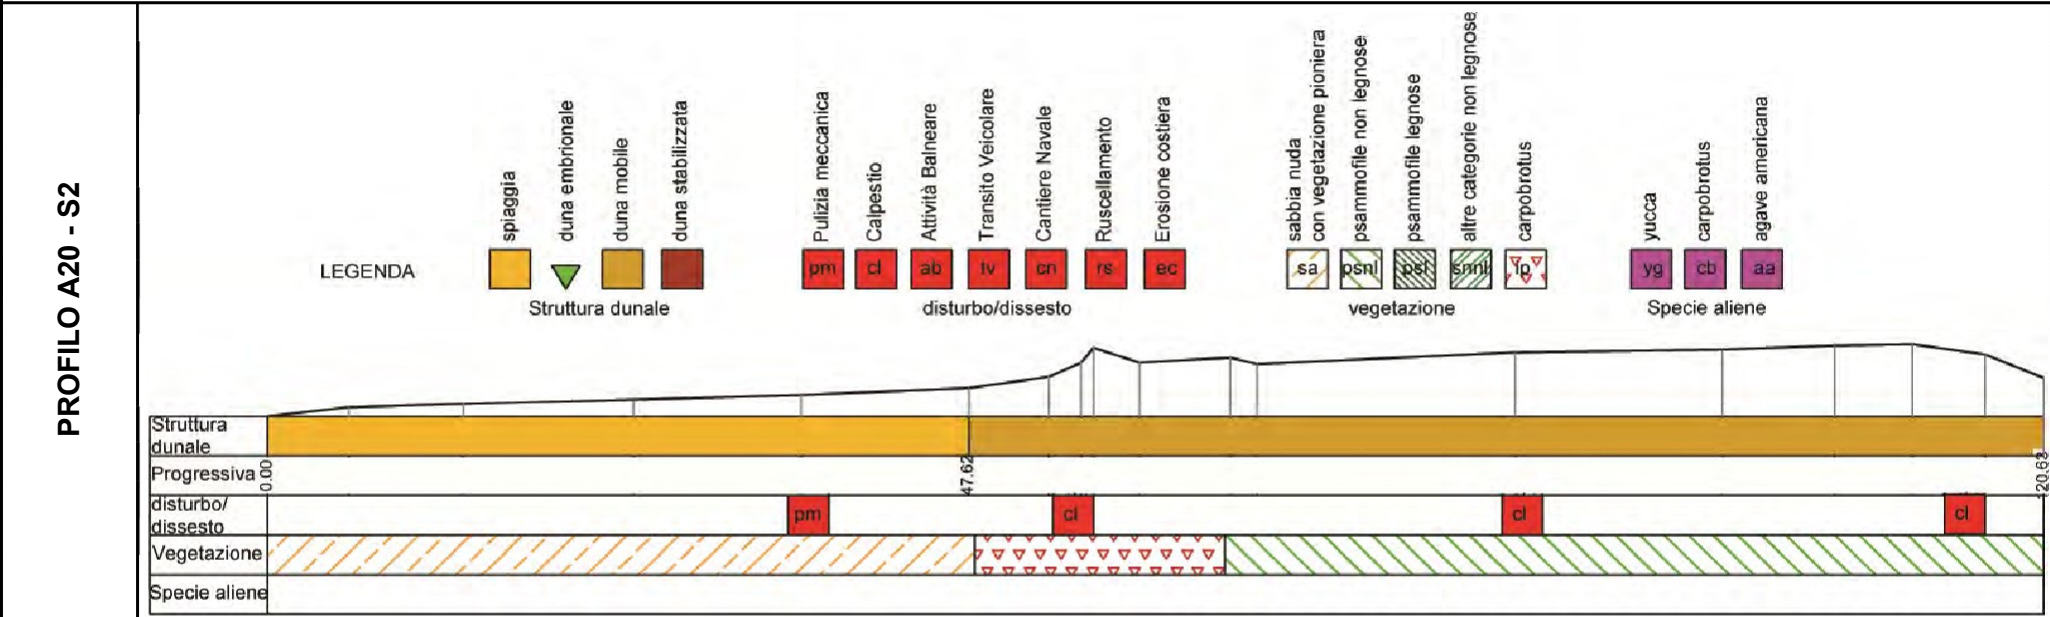 PROFILO A20 - S2
LEGENDA
spiaggia
duna embrionale
duna mobile
duna stabilizzata
Struttura dunale
Pulizia meccanica
Calpestio
Attività Balneare
Transito Veicolare
Cantiere Navale
Ruscellamento
Erosione costiera
pm
cl
ab
tv
cn
rs
ec
disturbo/dissesto
sabbia nuda
con vegetazione pioniera
psammofile non legnose
psammofile legnose
altre categorie non legnose
carpobrotus
sa
psnl
psl
snnl
ip
vegetazione
yucca
carpobrotus
agave americana
yg
cb
aa
Specie aliene
Struttura
dunale
Progressiva
0.00
47.62
20.63
disturbo/
dissesto
pm
cl
cl
cl
Vegetazione
Specie aliene